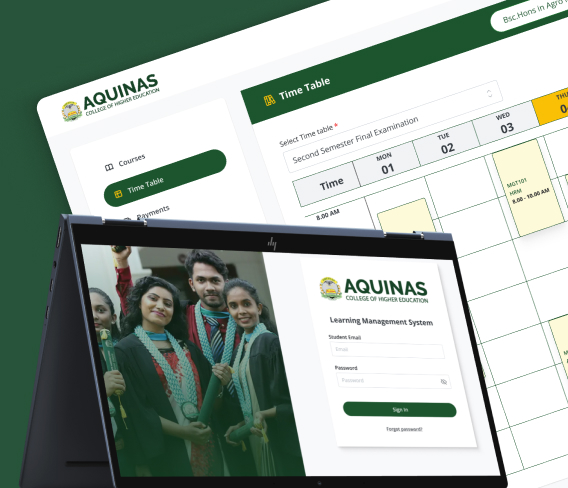 Bsc.Hons in Agro
AQUINAS
COLLEGE OF HIGHER EDUCATION
Time Table
Select Time table *
Second Semester Final Examination
Courses
Time Table
Payments
Time
MON
01
TUE
02
WED
03
THU
8.00 AM
MGT101
HRM
8.00 - 10.00 AM
hp
AQUINAS
COLLEGE OF HIGHER EDUCATION
Learning Management System
Student Email
Email
Password
Password
Sign In
Forgot password?